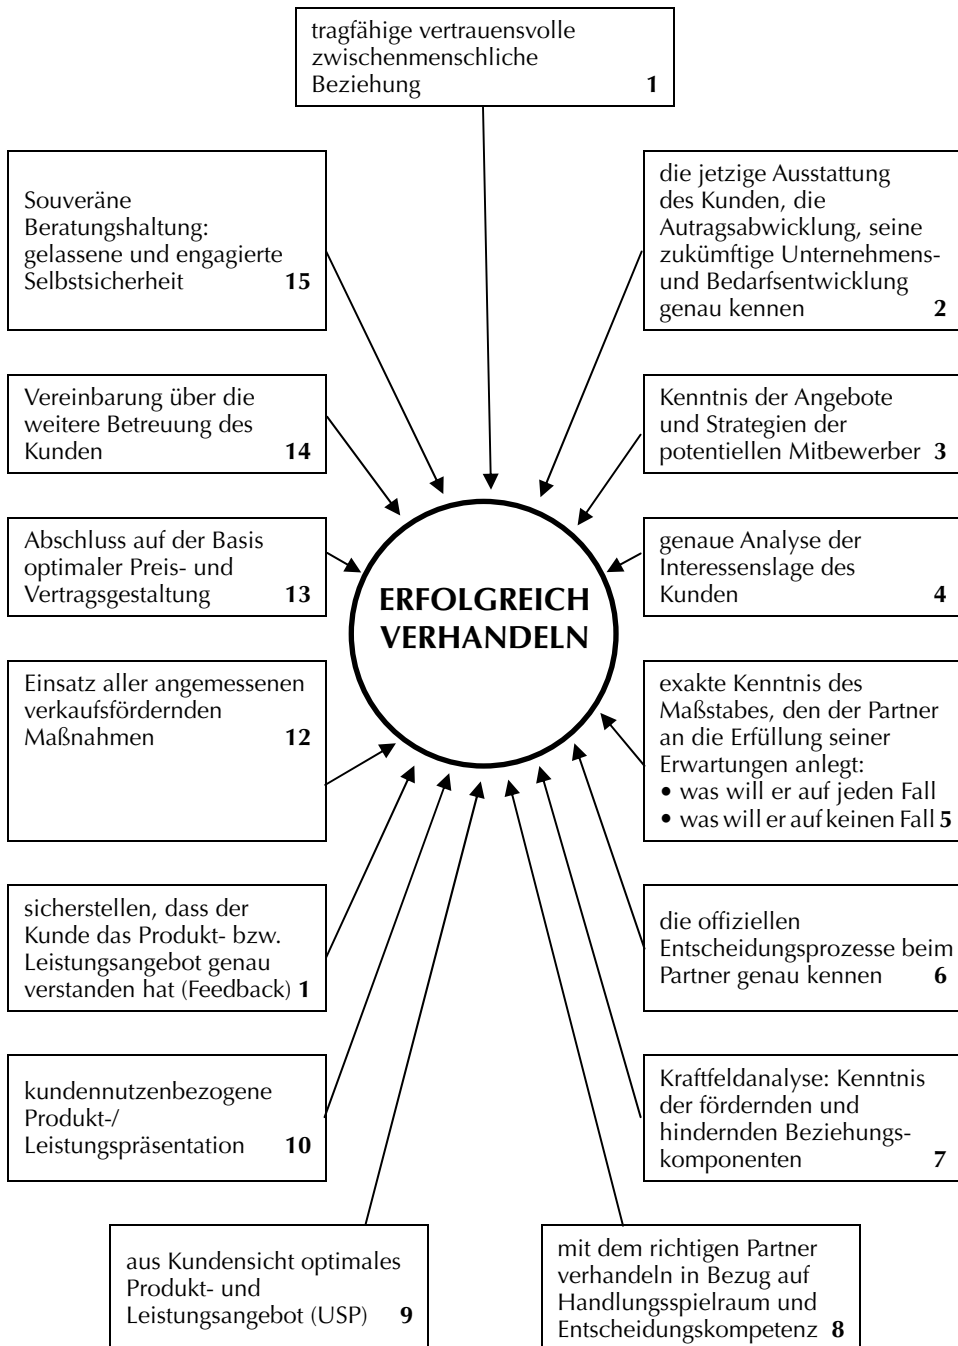 tragfähige vertrauensvolle
zwischenmenschliche
Beziehung 1
die jetzige Ausstattung
des Kunden, die
Autragsabwicklung, seine
zukümftige Unternehmens-
und Bedarfsentwicklung
genau kennen 2
Kenntnis der Angebote
und Strategien der
potentiellen Mitbewerber 3
genaue Analyse der
Interessenslage des
Kunden 4
exakte Kenntnis des
Maßstabes, den der Partner
an die Erfüllung seiner
Erwartungen anlegt:
• was will er auf jeden Fall
• was will er auf keinen Fall 5
die offiziellen
Entscheidungsprozesse beim
Partner genau kennen 6
Kraftfeldanalyse: Kenntnis
der fördernden und
hindernden Beziehungs-
komponenten 7
mit dem richtigen Partner
verhandeln in Bezug auf
Handlungsspielraum und
Entscheidungskompetenz 8
aus Kundensicht optimales
Produkt- und
Leistungsangebot (USP) 9
kundennutzenbezogene
Produkt-/
Leistungspräsentation 10
sicherstellen, dass der
Kunde das Produkt- bzw.
Leistungsangebot genau
verstanden hat (Feedback) 1
Einsatz aller angemessenen
verkaufsfördernden
Maßnahmen 12
Abschluss auf der Basis
optimaler Preis- und
Vertragsgestaltung 13
Vereinbarung über die
weitere Betreuung des
Kunden 14
Souveräne
Beratungshaltung:
gelassene und engagierte
Selbstsicherheit 15
ERFOLGREICH
VERHANDELN